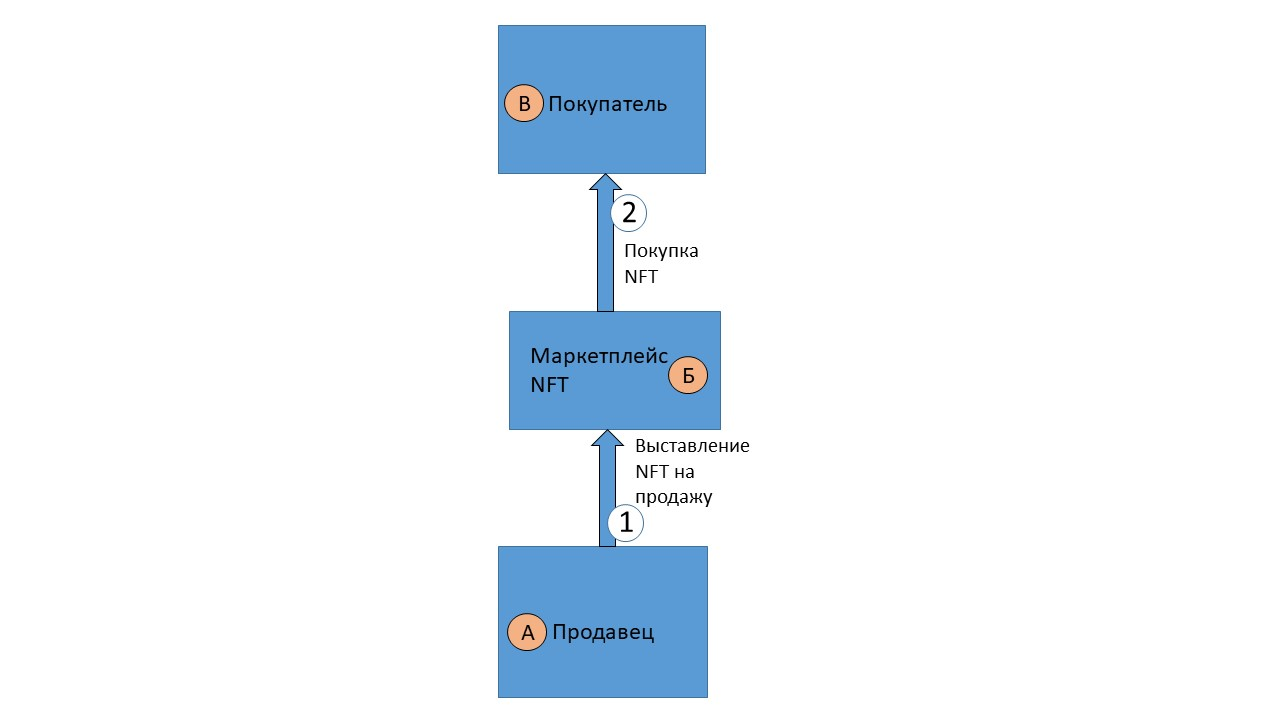 В Покупатель
2
Покупка
NFT
Маркетплейс
NFT
Б
Выставление
NFT на
продажу
1
А Продавец